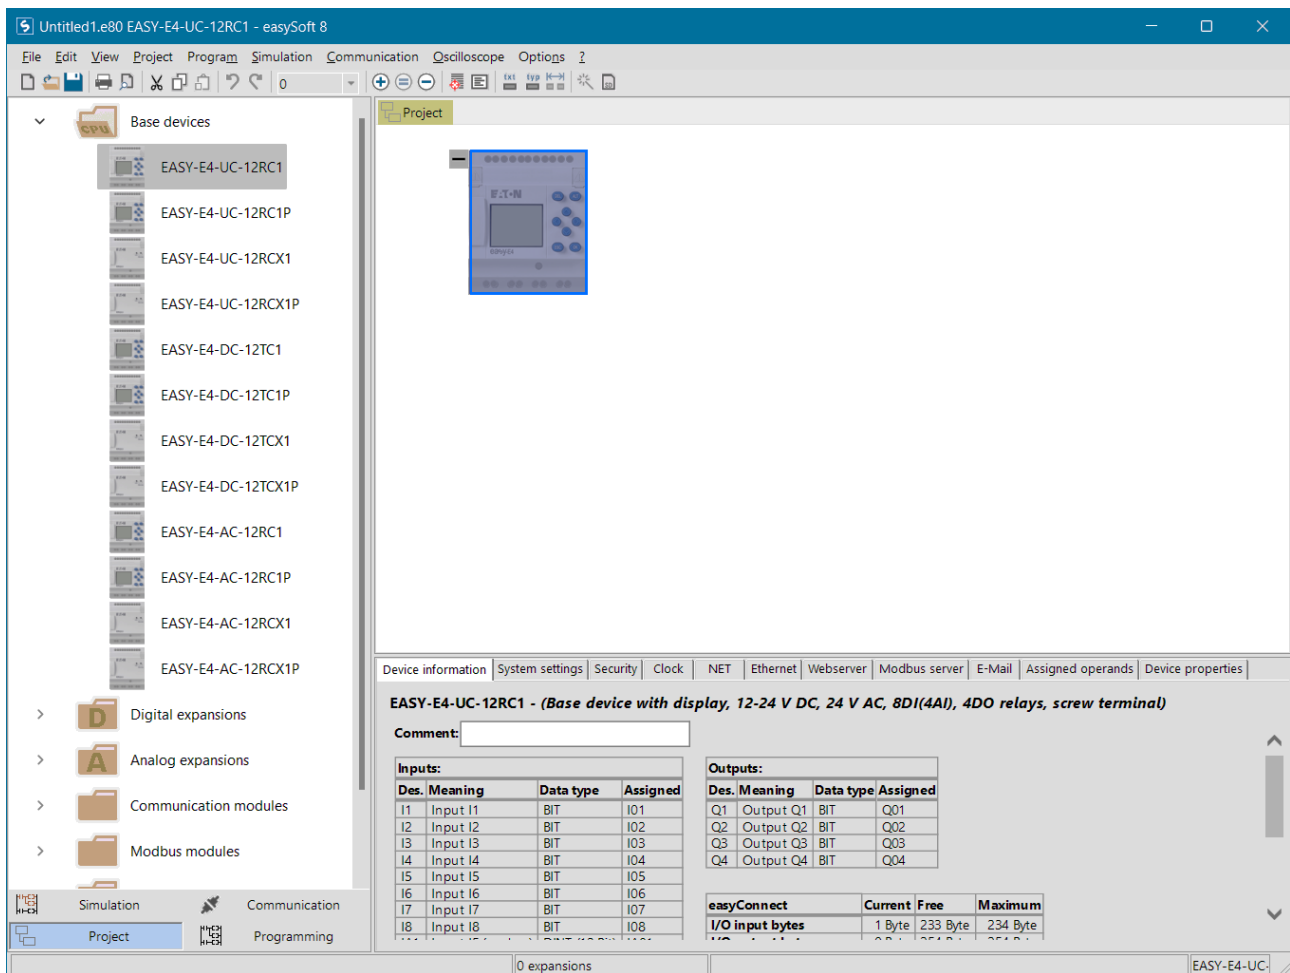 Untitled1.e80 EASY-E4-UC-12RC1 - easySoft 8
File Edit View Project Program Simulation Communication Oscilloscope Options ?
0
txt typ
CPU Base devices
EASY-E4-UC-12RC1
EASY-E4-UC-12RC1P
EASY-E4-UC-12RCX1
EASY-E4-UC-12RCX1P
EASY-E4-DC-12TC1
EASY-E4-DC-12TC1P
EASY-E4-DC-12TCX1
EASY-E4-DC-12TCX1P
EASY-E4-AC-12RC1
EASY-E4-AC-12RC1P
EASY-E4-AC-12RCX1
EASY-E4-AC-12RCX1P
D Digital expansions
A Analog expansions
Communication modules
Modbus modules
Simulation Communication
Project Programming
Project
EATON
Device information System settings Security Clock NET Ethernet Webserver Modbus server E-Mail Assigned operands Device properties
EASY-E4-UC-12RC1 - (Base device with display, 12-24 V DC, 24 V AC, 8DI(4AI), 4DO relays, screw terminal)
Comment:
Inputs:
Des. Meaning Data type Assigned
I1 Input I1 BIT I01
I2 Input I2 BIT I02
I3 Input I3 BIT I03
I4 Input I4 BIT I04
I5 Input I5 BIT I05
I6 Input I6 BIT I06
I7 Input I7 BIT I07
I8 Input I8 BIT I08
Outputs:
Des. Meaning Data type Assigned
Q1 Output Q1 BIT Q01
Q2 Output Q2 BIT Q02
Q3 Output Q3 BIT Q03
Q4 Output Q4 BIT Q04
easyConnect Current Free Maximum
I/O input bytes 1 Byte 233 Byte 234 Byte
0 expansions
EASY-E4-UC-